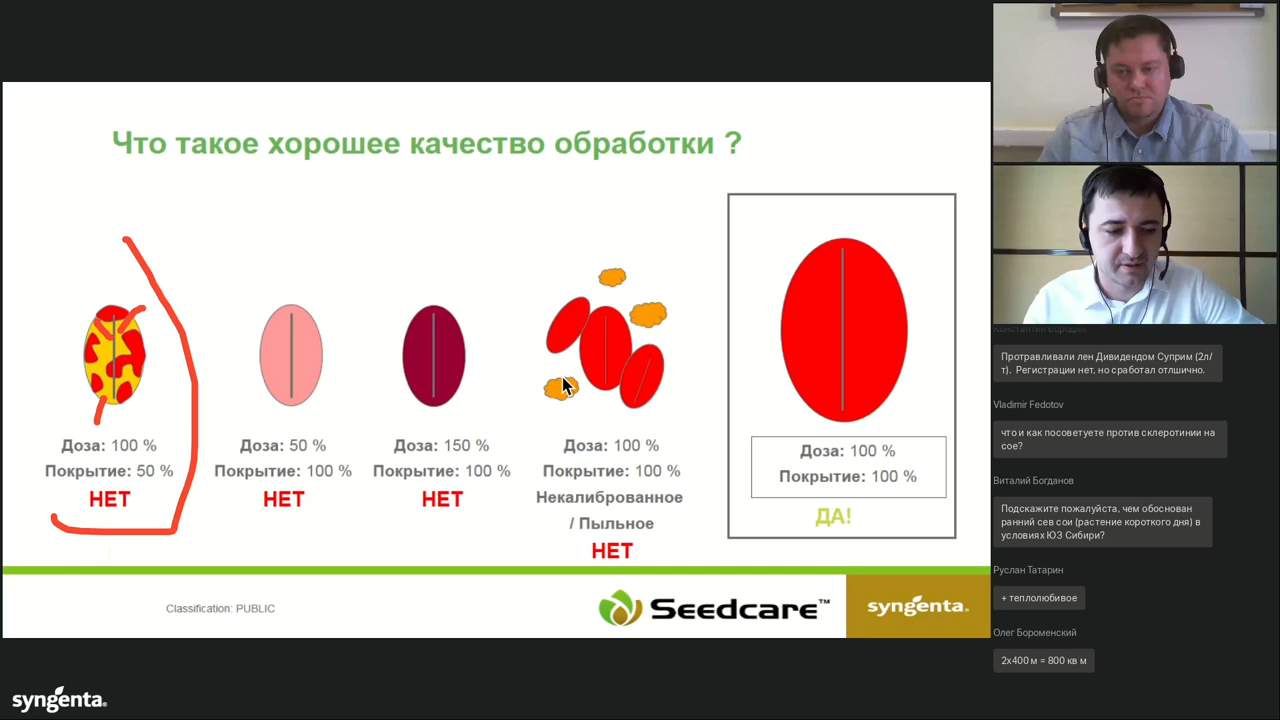 Что такое хорошее качество обработки ?
Доза: 100 %
Покрытие: 50 %
НЕТ
Доза: 50 %
Покрытие: 100 %
НЕТ
Доза: 150 %
Покрытие: 100 %
НЕТ
Доза: 100 %
Покрытие: 100 %
Некалиброванное
/ Пыльное
НЕТ
Доза: 100 %
Покрытие: 100 %
ДА!
Classification: PUBLIC
Seedcare™
syngenta.
syngenta.
Протравливали лен Дивидендом Суприм (2л/
т). Регистрации нет, но сработал отлшично.
Vladimir Fedotov
что и как посоветуете против склеротинии на
сое?
Виталий Богданов
Подскажите пожалуйста, чем обоснован
ранний сев сои (растение короткого дня) в
условиях ЮЗ Сибири?
Руслан Татарин
+ теплолюбивое
Олег Бороменский
2х400 м = 800 кв м